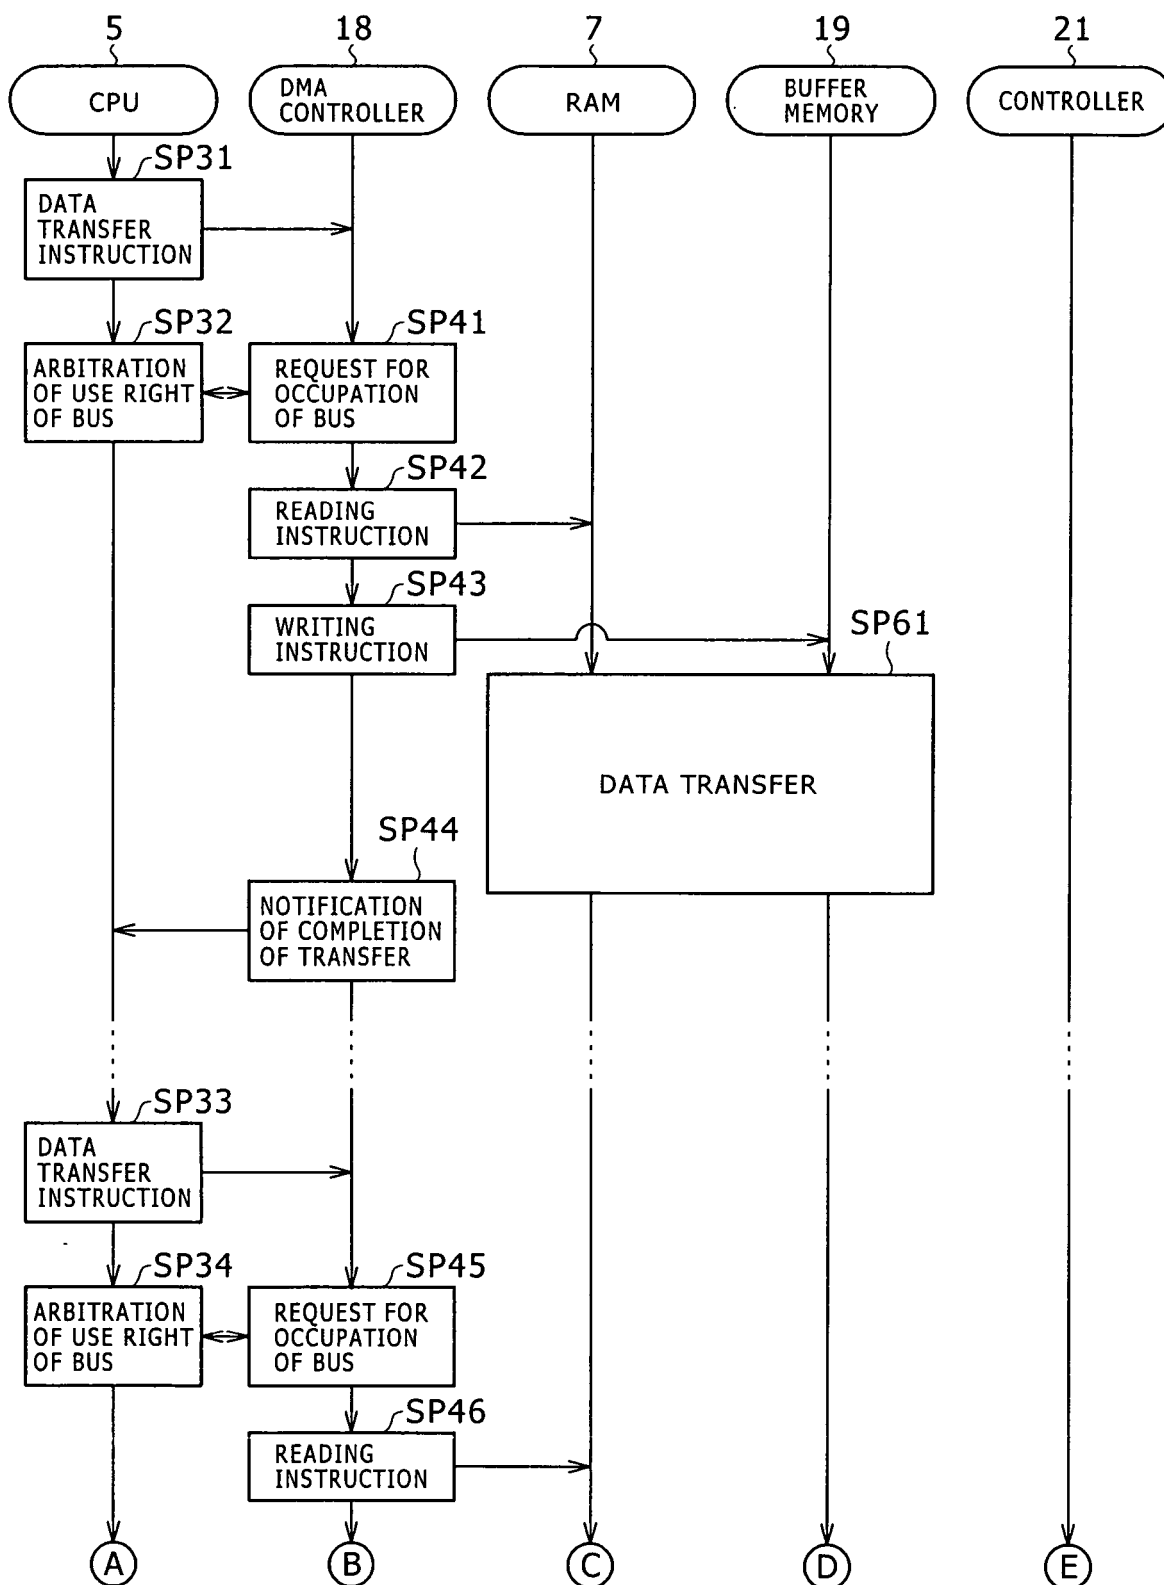 5
18
7
19
21
CPU
DMA
CONTROLLER
RAM
BUFFER
MEMORY
CONTROLLER
SP31
DATA
TRANSFER
INSTRUCTION
SP32
SP41
ARBITRATION
OF USE RIGHT
OF BUS
REQUEST FOR
OCCUPATION
OF BUS
SP42
READING
INSTRUCTION
SP43
WRITING
INSTRUCTION
SP61
DATA TRANSFER
SP44
NOTIFICATION
OF COMPLETION
OF TRANSFER
SP33
DATA
TRANSFER
INSTRUCTION
SP34
SP45
ARBITRATION
OF USE RIGHT
OF BUS
REQUEST FOR
OCCUPATION
OF BUS
SP46
READING
INSTRUCTION
A
B
C
D
E